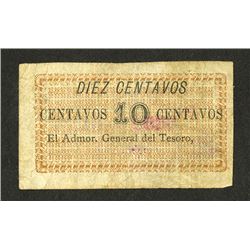 DIEZ CENTAVOS
CENTAVOS 10 CENTAVOS
El Admor. General del Tesoro,